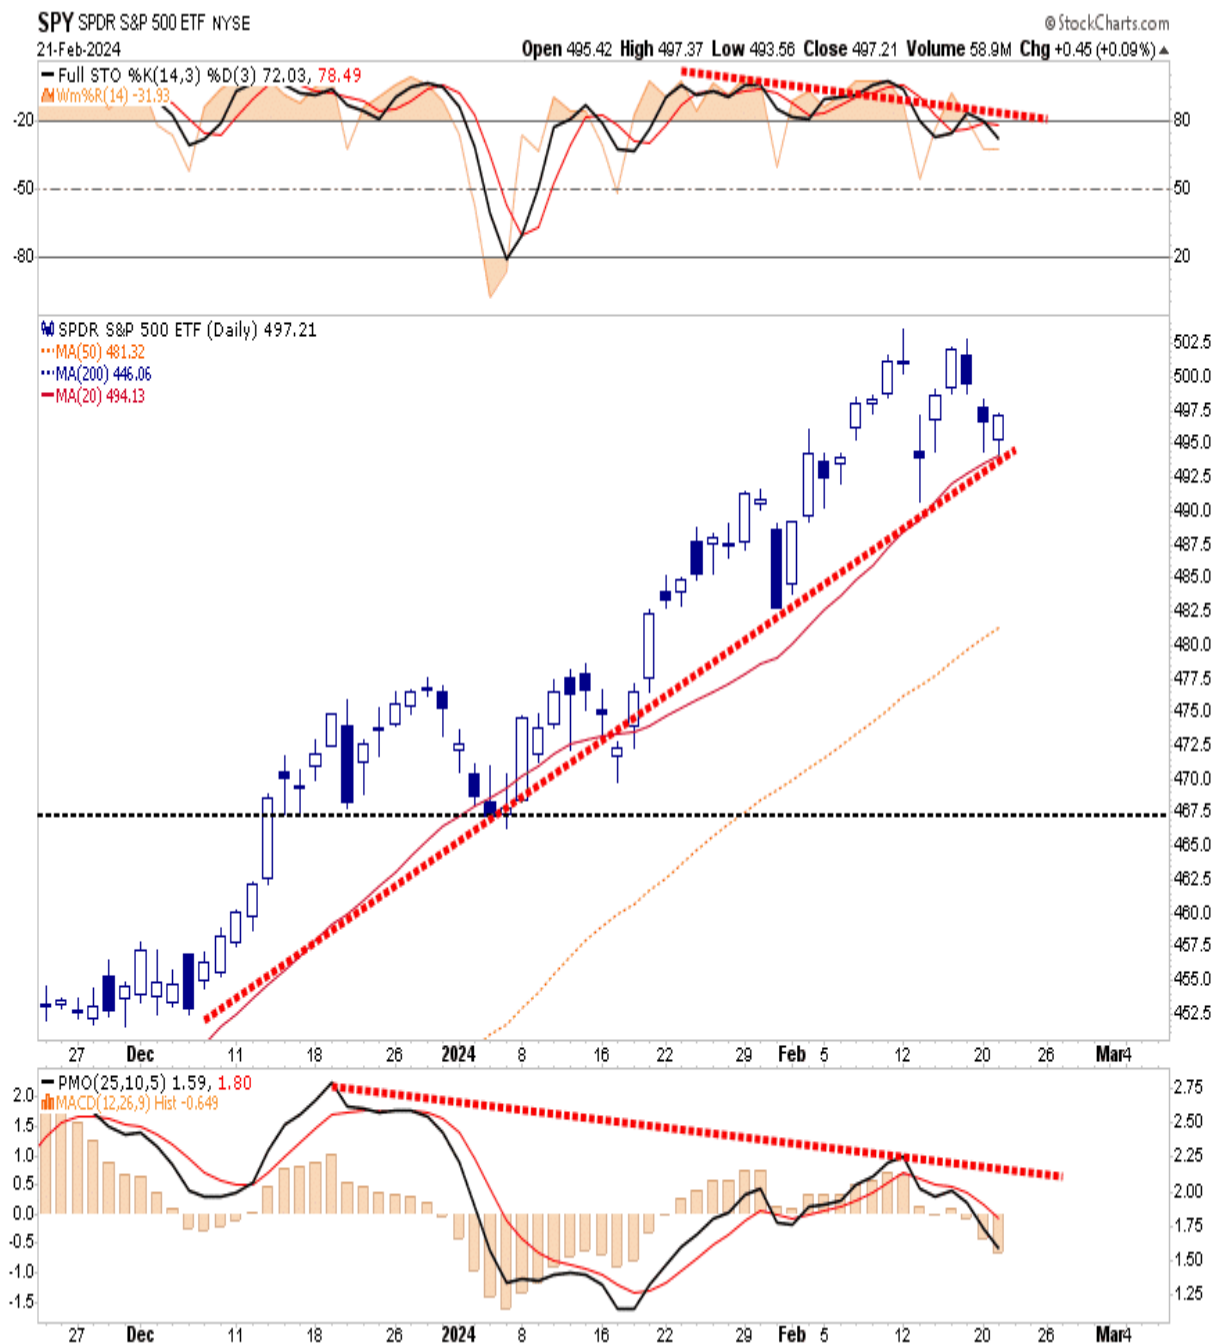 SPY SPDR S&P 500 ETF NYSE
© StockCharts.com
21-Feb-2024
Open 495.42 High 497.37 Low 493.56 Close 497.21 Volume 58.9M Chg +0.45 (+0.09%)
Full STO %K(14,3) %D(3) 72.03, 78.49
Wm%R(14) -31.93
-20 80
-50 50
-80 20
SPDR S&P 500 ETF (Daily) 497.21
MA(50) 481.32
MA(200) 446.06
MA(20) 494.13
502.5
500.0
497.5
495.0
492.5
490.0
487.5
485.0
482.5
480.0
477.5
475.0
472.5
470.0
467.5
465.0
462.5
460.0
457.5
455.0
452.5
27 Dec 11 18 26 2024 8 16 22 29 Feb 5 12 20 26 Mar 4
PMO(25,10,5) 1.59, 1.80
MACD(12,26,9) Hist -0.649
2.0 2.75
1.5 2.50
1.0 2.25
0.5 2.00
0.0 1.75
-0.5 1.50
-1.0 1.25
-1.5
27 Dec 11 18 26 2024 8 16 22 29 Feb 5 12 20 26 Mar 4